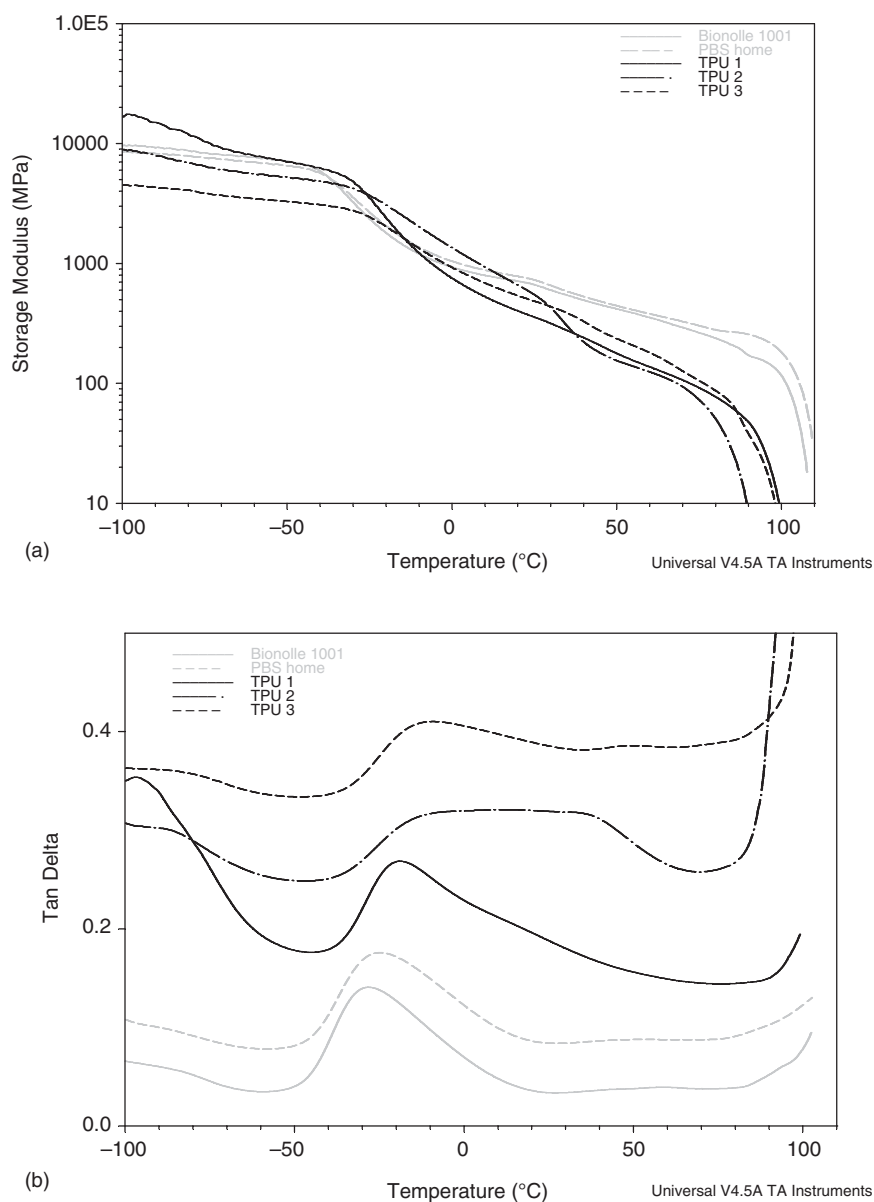 1.0E5
Bionolle 1001
PBS home
TPU 1
TPU 2
TPU 3
10000
1000
100
10
Storage Modulus (MPa)
–100
–50
0
50
100
(a)
Temperature (°C)
Universal V4.5A TA Instruments
Bionolle 1001
PBS home
TPU 1
TPU 2
TPU 3
0.4
0.2
0.0
Tan Delta
–100
–50
0
50
100
(b)
Temperature (°C)
Universal V4.5A TA Instruments